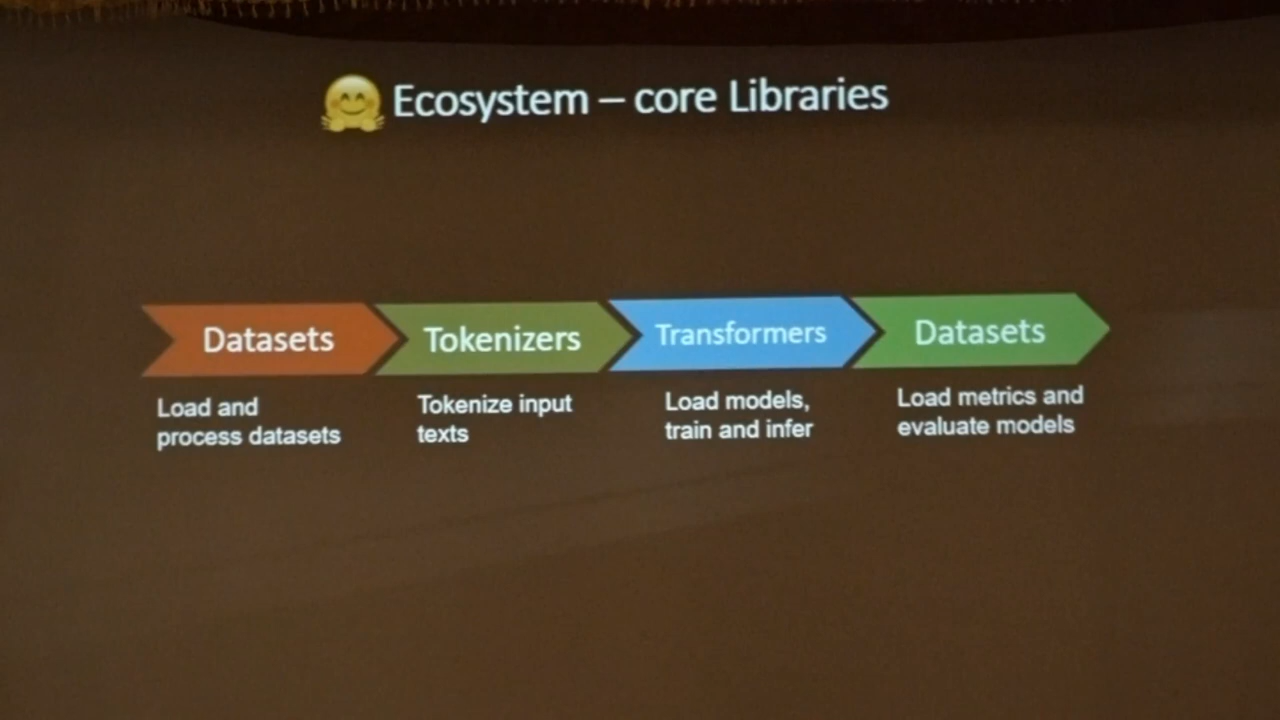 🤗 Ecosystem – core Libraries
Datasets
Load and
process datasets
Tokenizers
Tokenize input
texts
Transformers
Load models,
train and infer
Datasets
Load metrics and
evaluate models